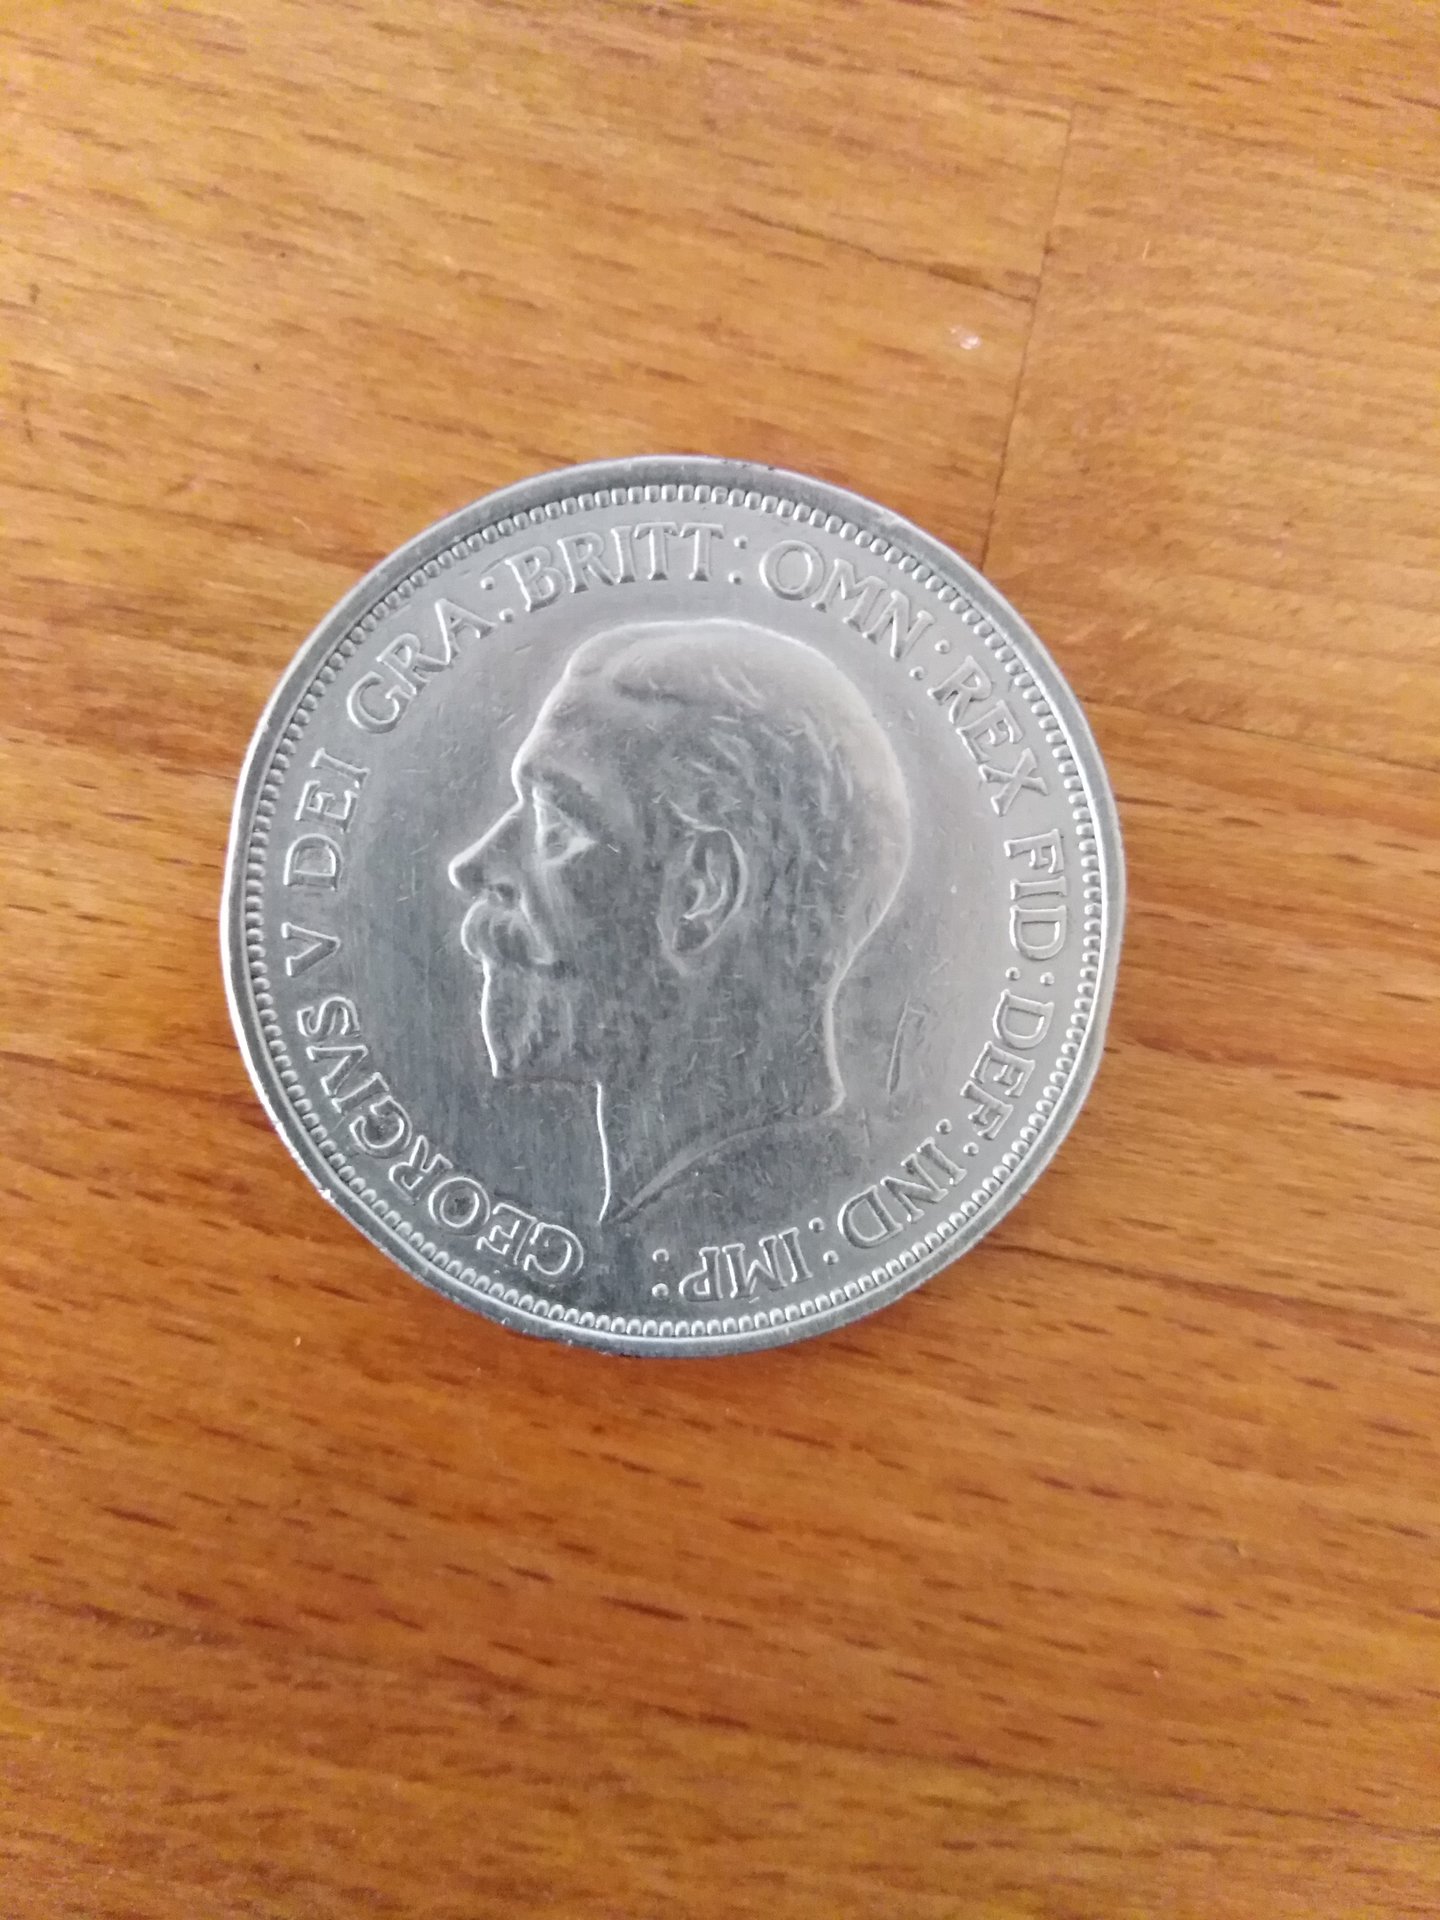 GEORGIVS V DEI GRA: BRITT: OMN: REX FID: DEF: IND: IMP: